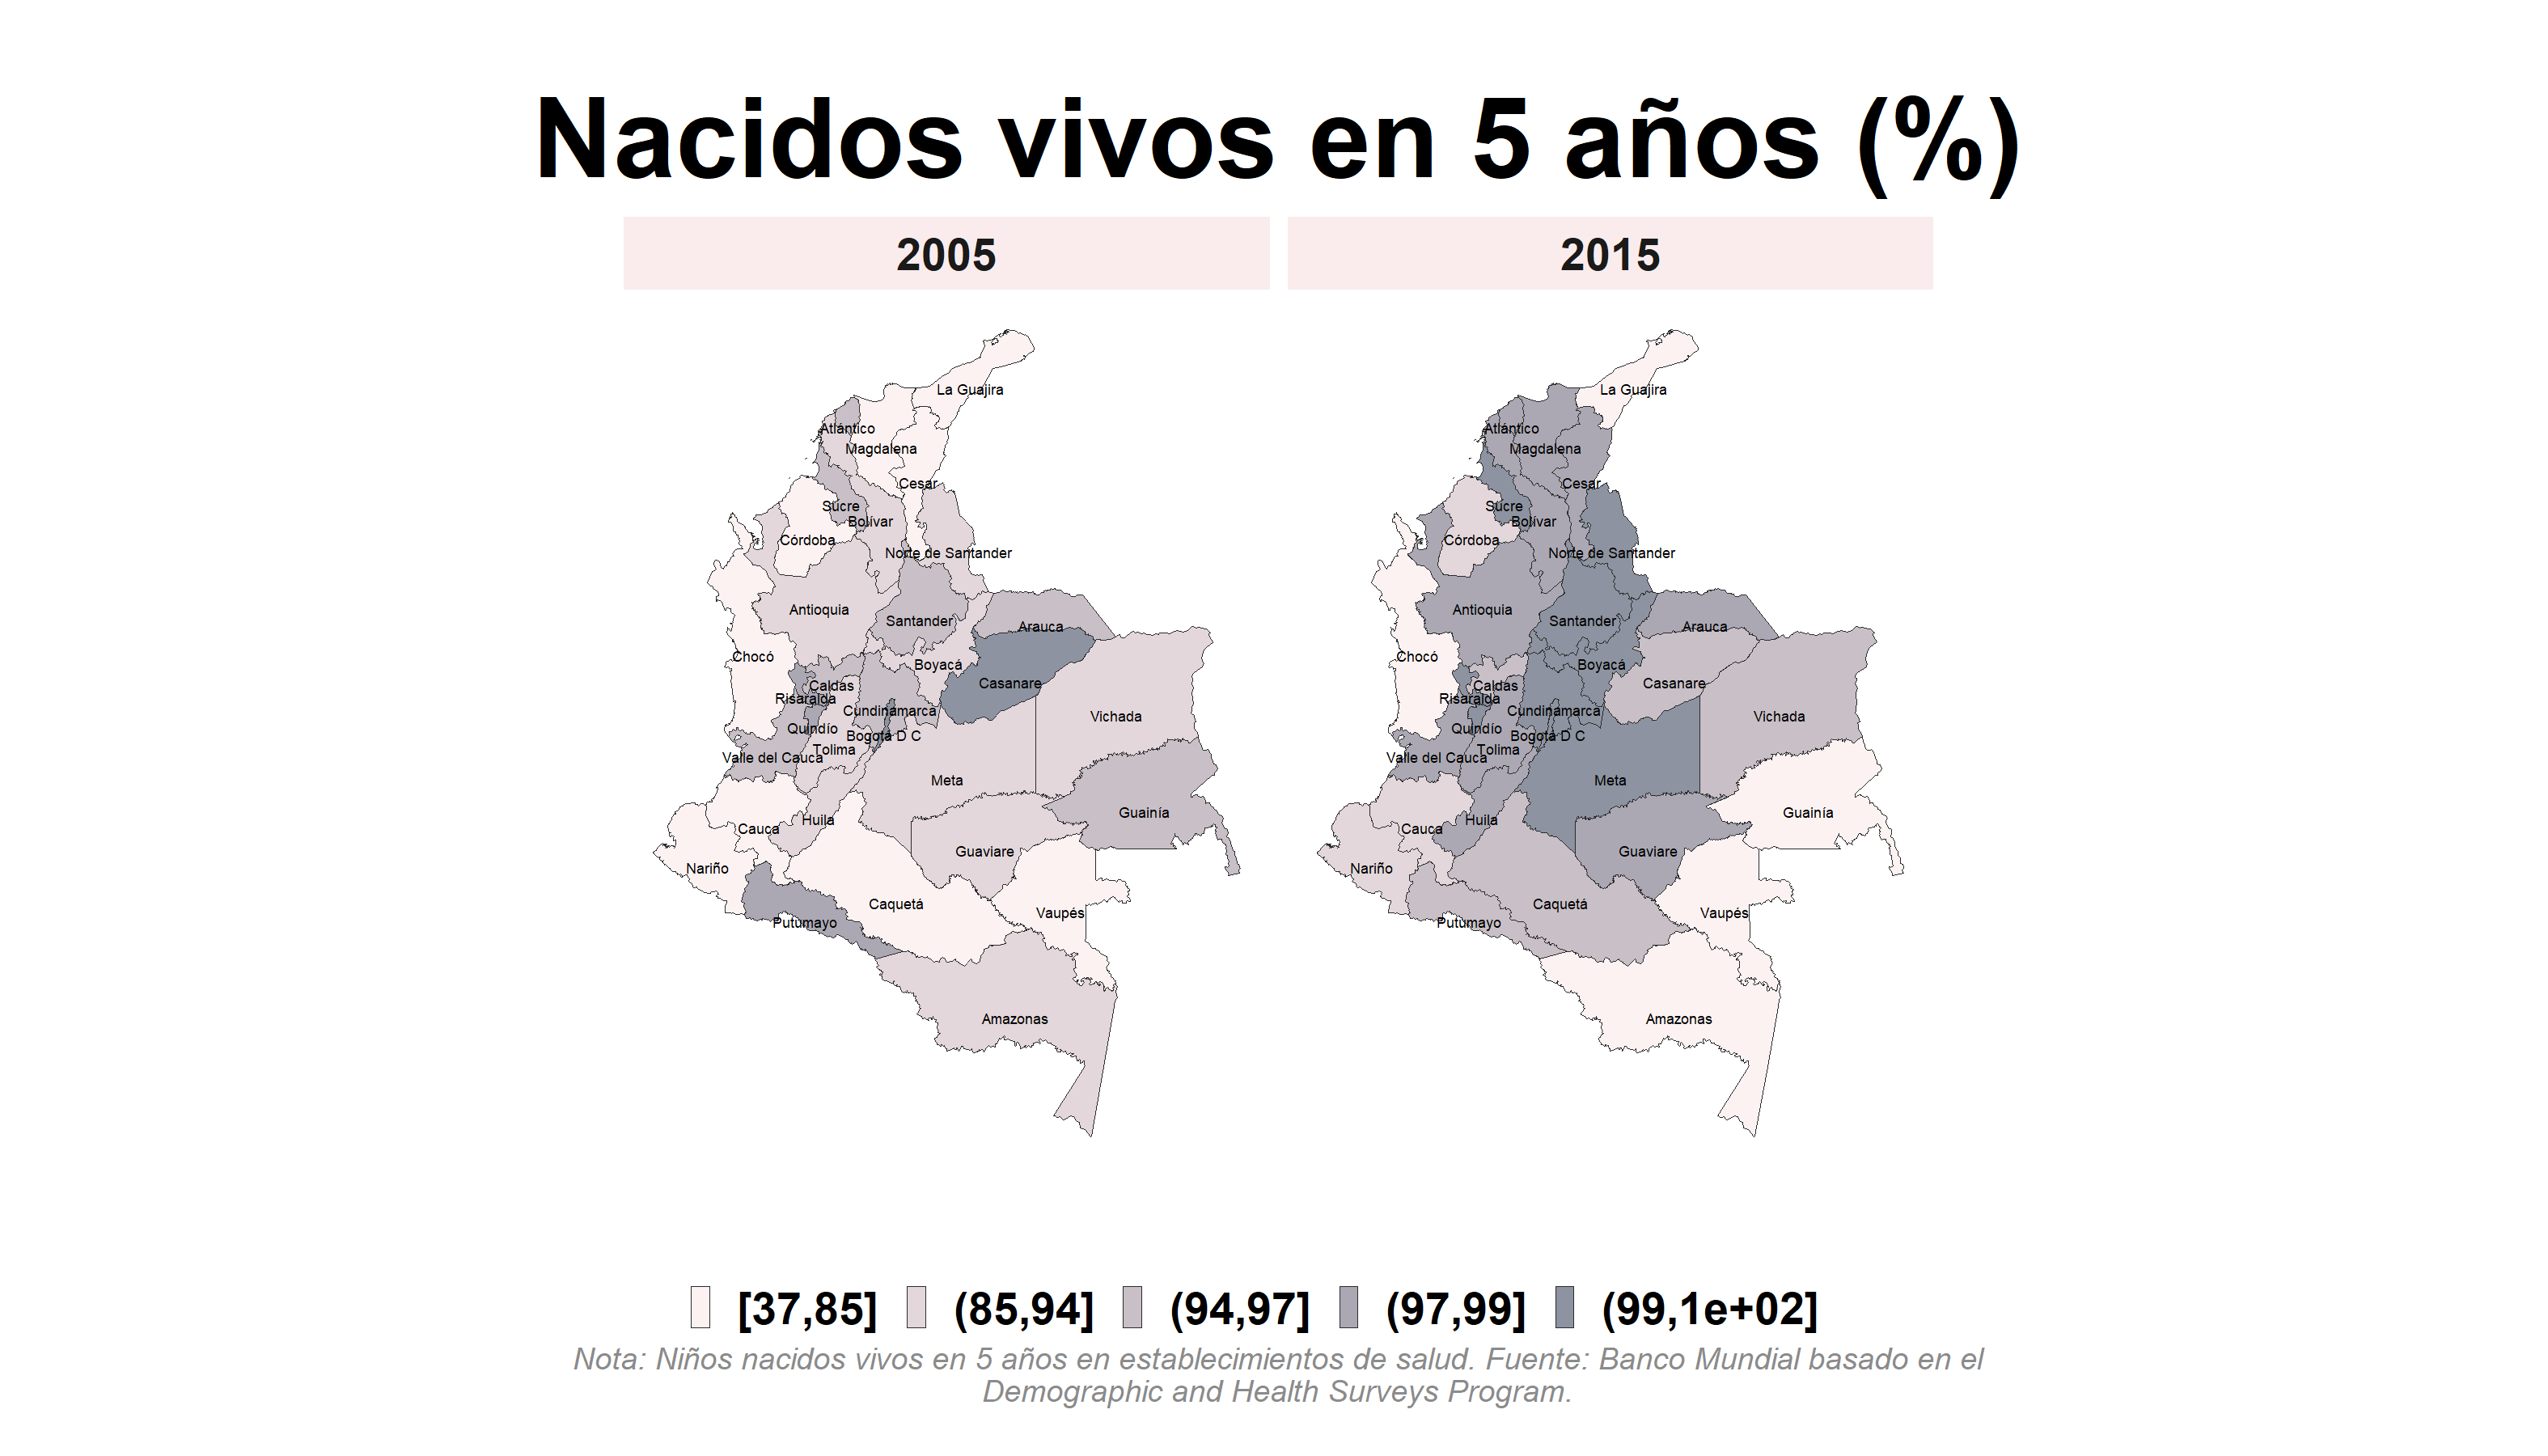 Nacidos vivos en 5 años (%)
2005
2015
La Guajira
Atlántico
Magdalena
Cesar
Sucre
Bolívar
Córdoba
Norte de Santander
Antioquia
Santander
Arauca
Chocó
Boyacá
Casanare
Caldas
Risaralda
Cundinamarca
Vichada
Quindío
Bogotá D C
Tolima
Valle del Cauca
Meta
Guainía
Huila
Cauca
Guaviare
Nariño
Caquetá
Vaupés
Putumayo
Amazonas
La Guajira
Atlántico
Magdalena
Cesar
Sucre
Bolívar
Córdoba
Norte de Santander
Antioquia
Santander
Arauca
Chocó
Boyacá
Casanare
Caldas
Risaralda
Cundinamarca
Vichada
Quindío
Bogotá D C
Tolima
Valle del Cauca
Meta
Guainía
Huila
Cauca
Guaviare
Nariño
Caquetá
Vaupés
Putumayo
Amazonas
[37,85] (85,94] (94,97] (97,99] (99,1e+02]
Nota: Niños nacidos vivos en 5 años en establecimientos de salud. Fuente: Banco Mundial basado en el
Demographic and Health Surveys Program.